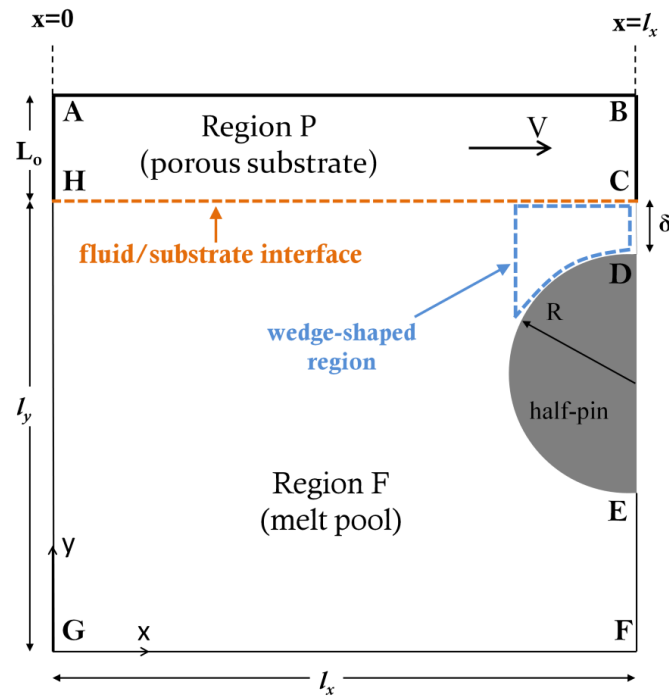 x=0
x=lx
A
B
Region P
(porous substrate)
V
Lo
H
C
fluid/substrate interface
δ
D
wedge-shaped
region
R
half-pin
ly
Region F
(melt pool)
E
y
G
x
F
lx